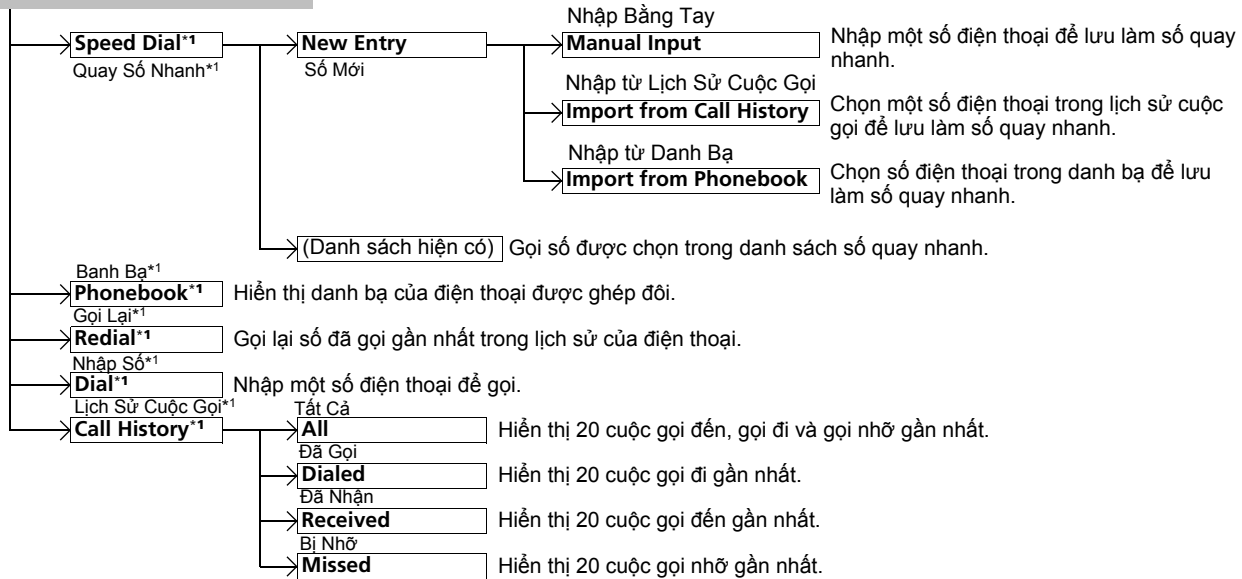 Nhập Bằng Tay
Speed Dial*1
New Entry
Manual Input
Nhập một số điện thoại để lưu làm số quay
nhanh.
Quay Số Nhanh*1
Số Mới
Nhập từ Lịch Sử Cuộc Gọi
Import from Call History
Chọn một số điện thoại trong lịch sử cuộc
gọi để lưu làm số quay nhanh.
Nhập từ Danh Bạ
Import from Phonebook
Chọn số điện thoại trong danh bạ để lưu
làm số quay nhanh.
(Danh sách hiện có) Gọi số được chọn trong danh sách số quay nhanh.
Banh Bạ*1
Phonebook*1 Hiển thị danh bạ của điện thoại được ghép đôi.
Gọi Lại*1
Redial*1 Gọi lại số đã gọi gần nhất trong lịch sử của điện thoại.
Nhập Số*1
Dial*1 Nhập một số điện thoại để gọi.
Lịch Sử Cuộc Gọi*1
Tất Cả
Call History*1
All Hiển thị 20 cuộc gọi đến, gọi đi và gọi nhỡ gần nhất.
Đã Gọi
Dialed Hiển thị 20 cuộc gọi đi gần nhất.
Đã Nhận
Received Hiển thị 20 cuộc gọi đến gần nhất.
Bị Nhỡ
Missed Hiển thị 20 cuộc gọi nhỡ gần nhất.